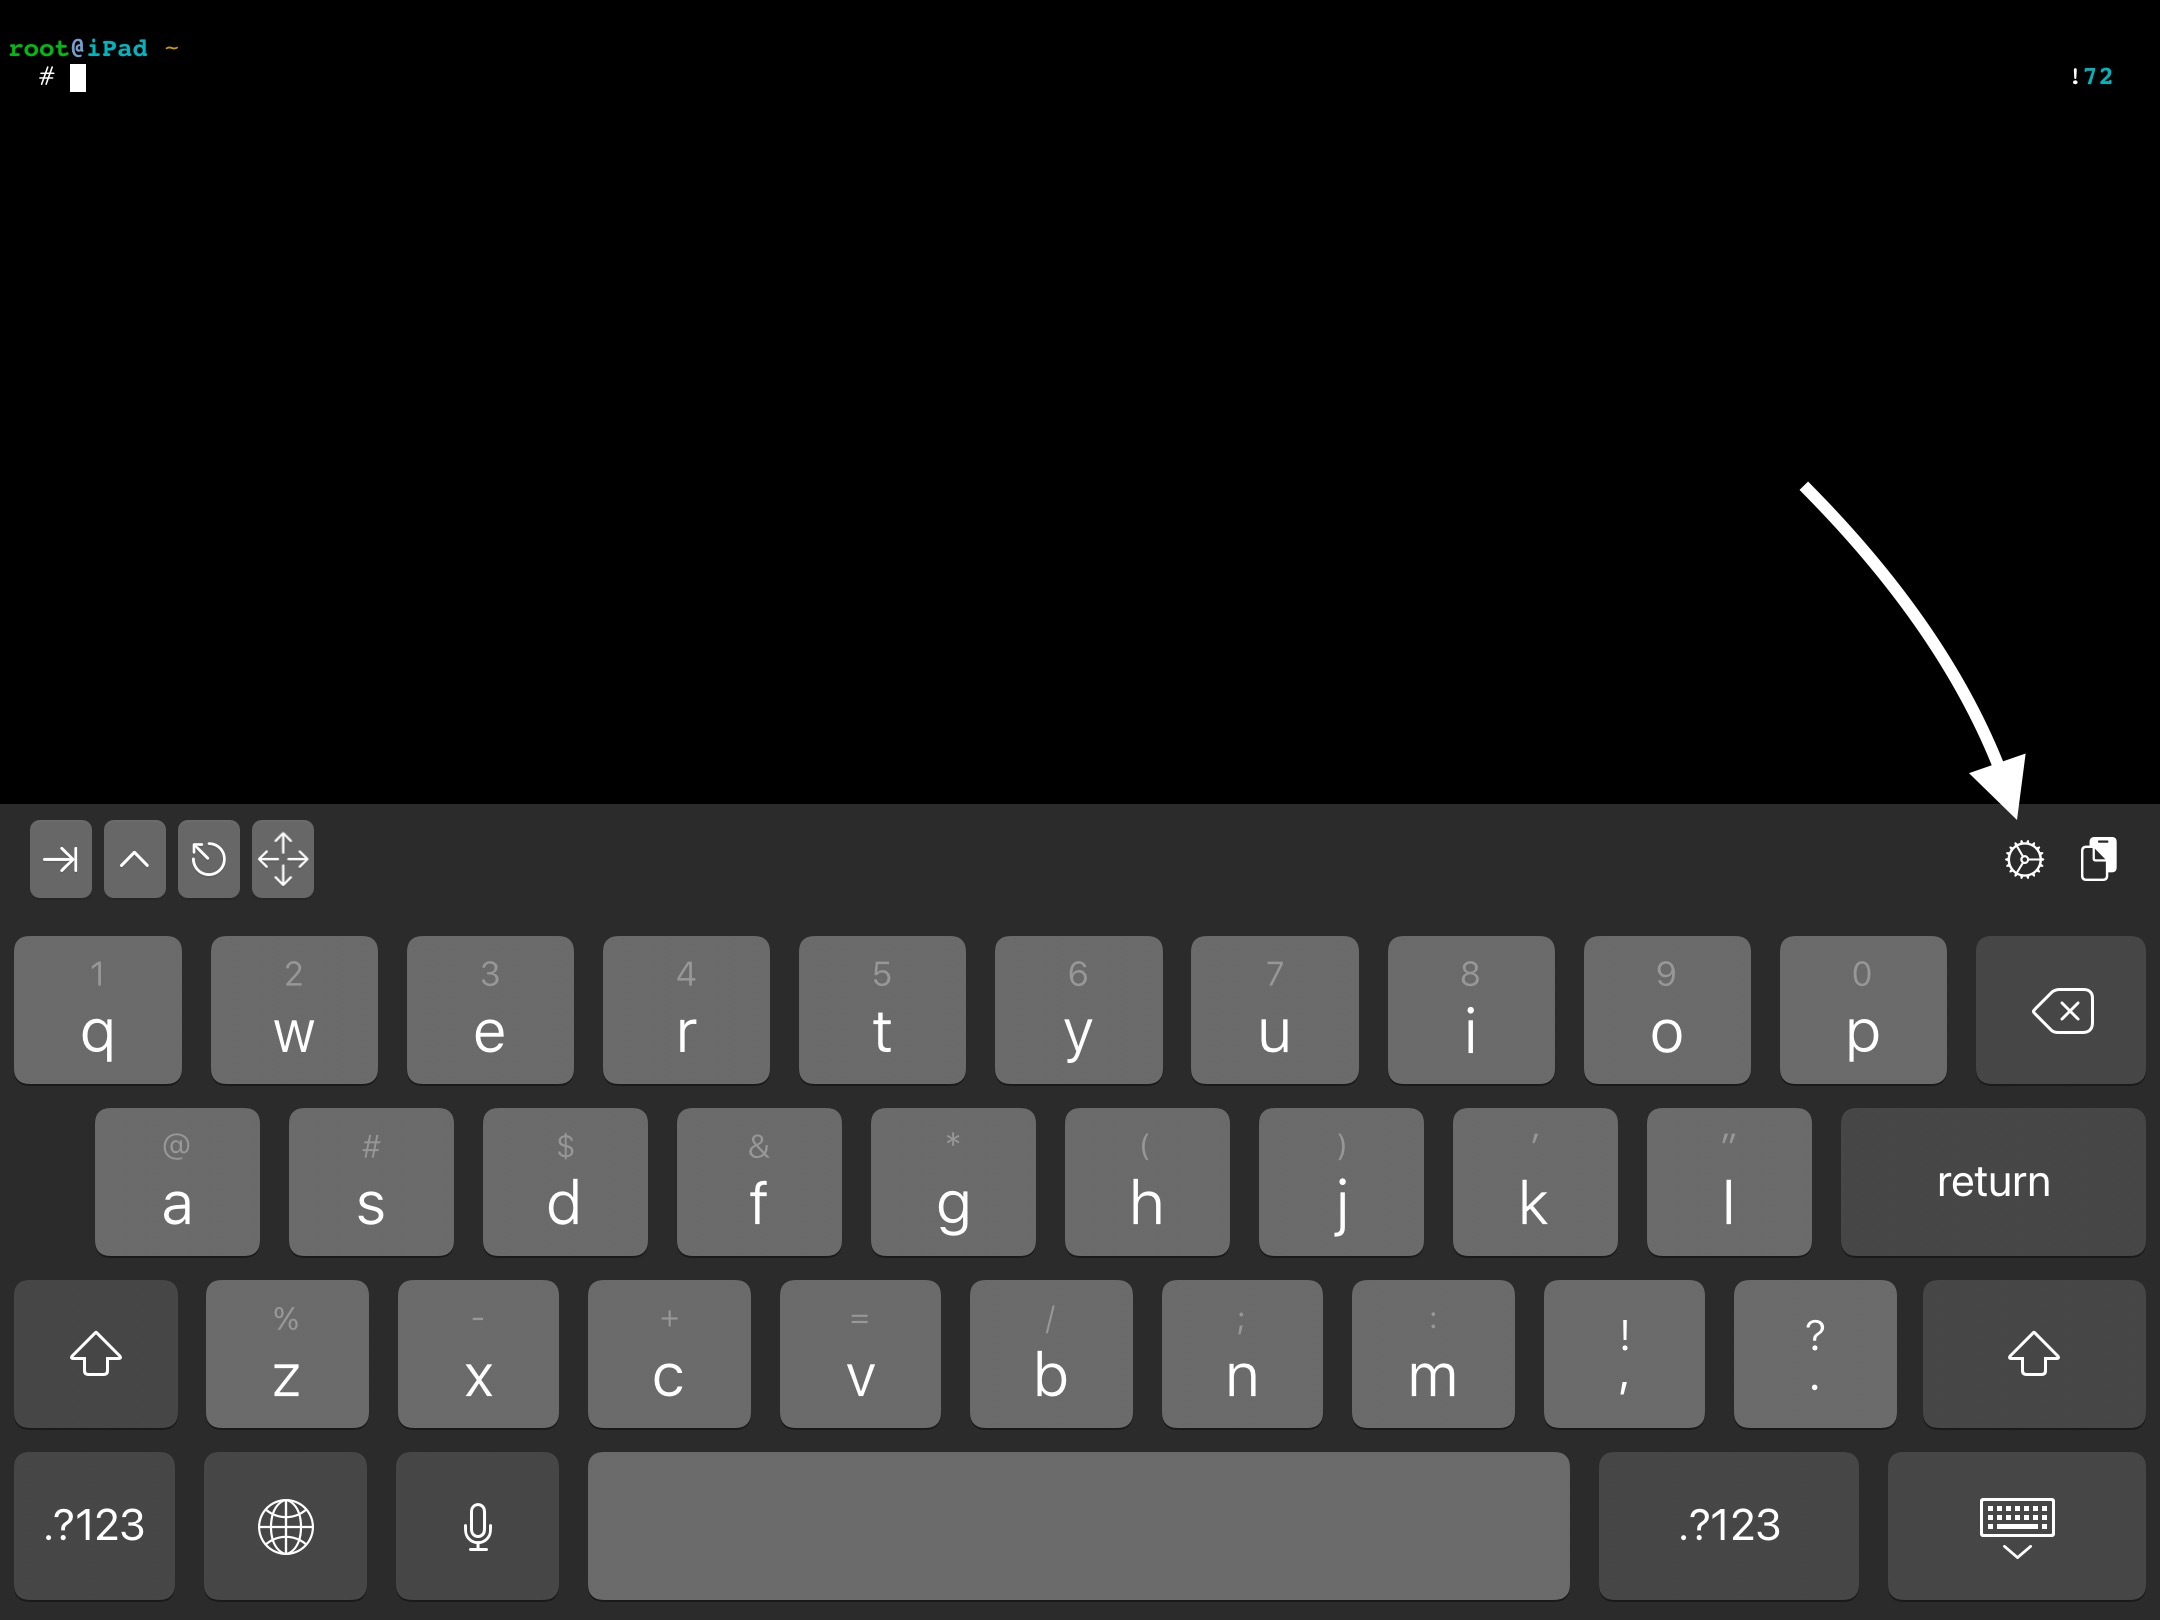 root@iPad ~
# !72
1 2 3 4 5 6 7 8 9 0
q w e r t y u i o p
@ # $ & * ( ) ' "
a s d f g h j k l return
% - + = / ; : ! ?
z x c v b n m , .
.?123 .?123